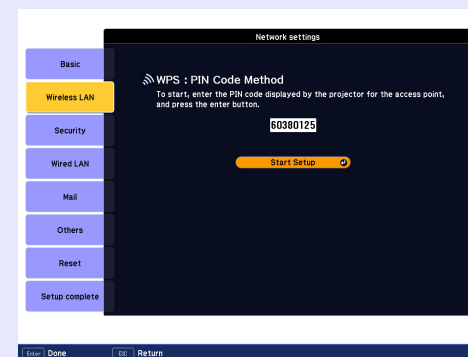 Network settings
Basic
Wireless LAN
Security
Wired LAN
Mail
Others
Reset
Setup complete
WPS : PIN Code Method
To start, enter the PIN code displayed by the projector for the access point,
and press the enter button.
60380125
Start Setup
Enter Done ESC Return